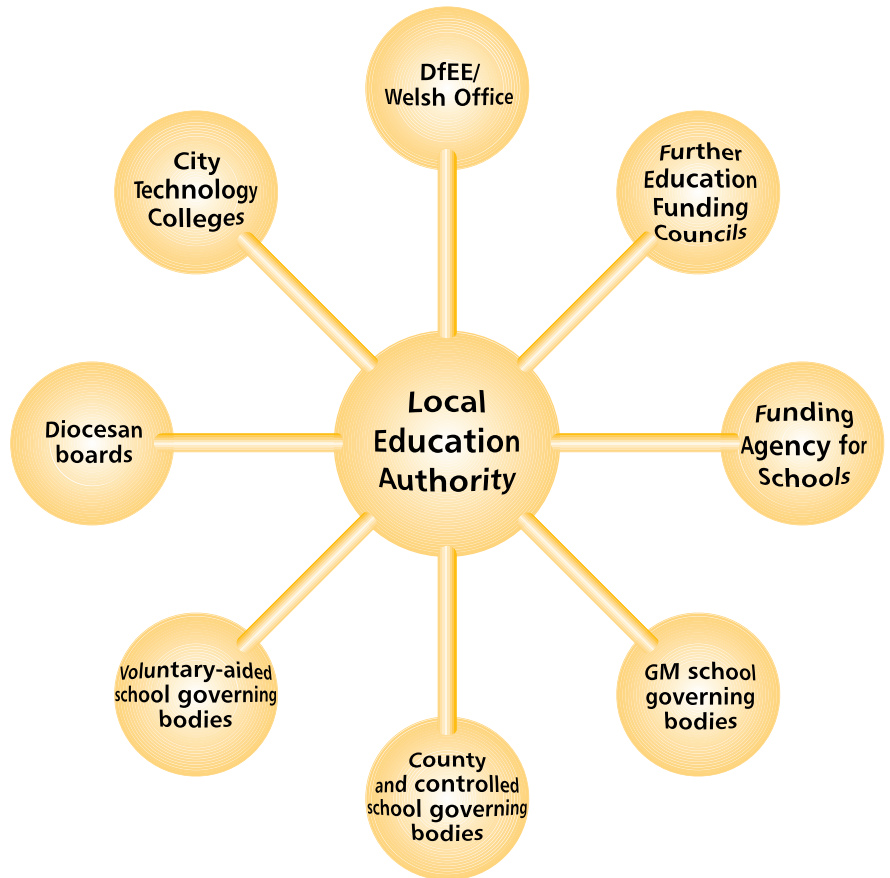 DfEE/
Welsh Office
City
Technology
Colleges
Further
Education
Funding
Councils
Local
Education
Authority
Diocesan
boards
Funding
Agency for
Schools
Voluntary-aided
school governing
bodies
GM school
governing
bodies
County
and controlled
school governing
bodies